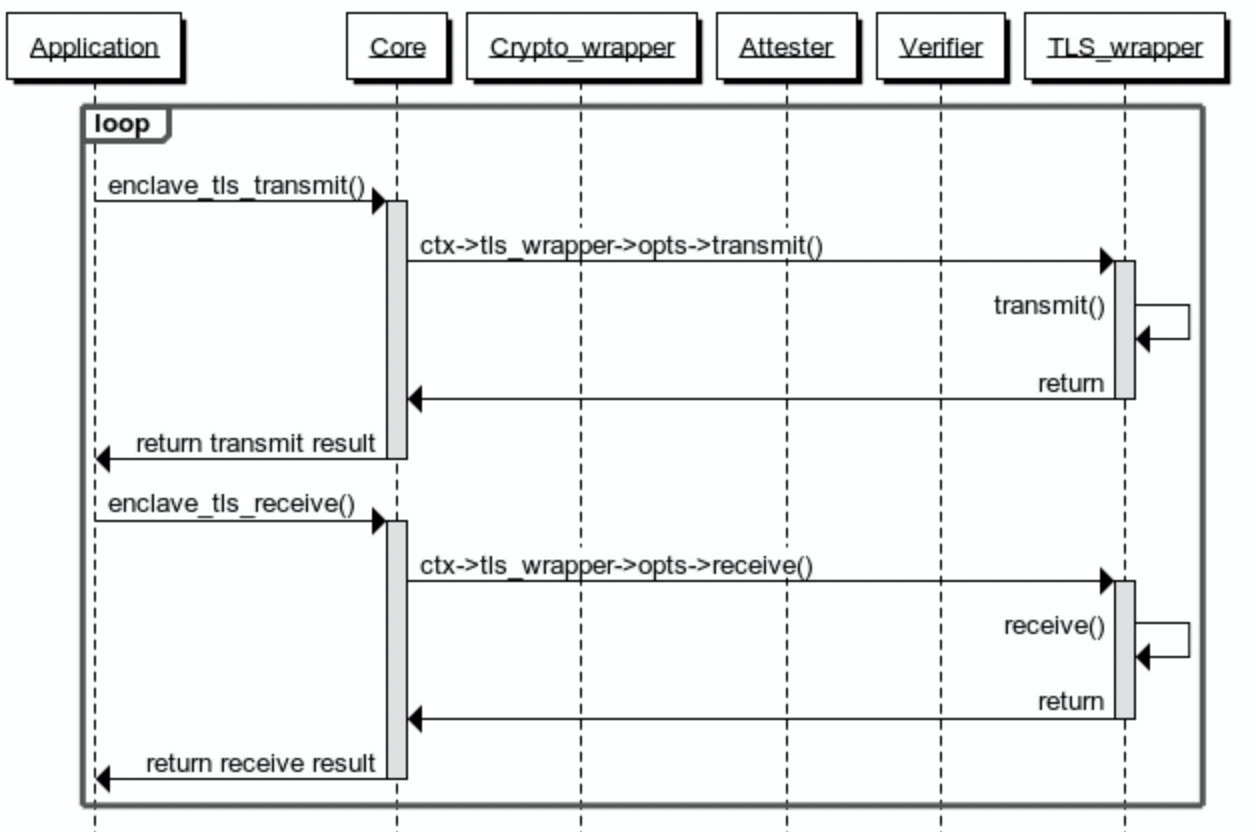 Application Core Crypto_wrapper Attester Verifier TLS_wrapper
loop
enclave_tls_transmit()
ctx->tls_wrapper->opts->transmit()
transmit()
return
return transmit result
enclave_tls_receive()
ctx->tls_wrapper->opts->receive()
receive()
return
return receive result